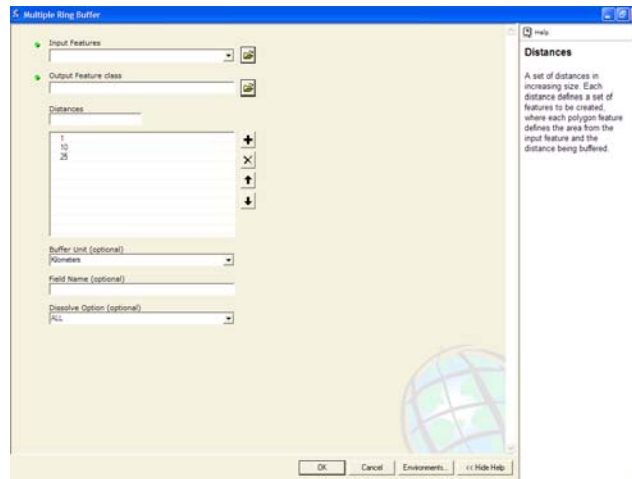 Multiple Ring Buffer
Input Features
Output Feature class
Distances
1
10
25
Buffer Unit (optional)
Kilometers
Field Name (optional)
Dissolve Option (optional)
ALL
OK
Cancel
Environments...
<< Hide Help
Help
Distances
A set of distances in
increasing size. Each
distance defines a set of
features to be created,
where each polygon feature
defines the area from the
input feature and the
distance being buffered.